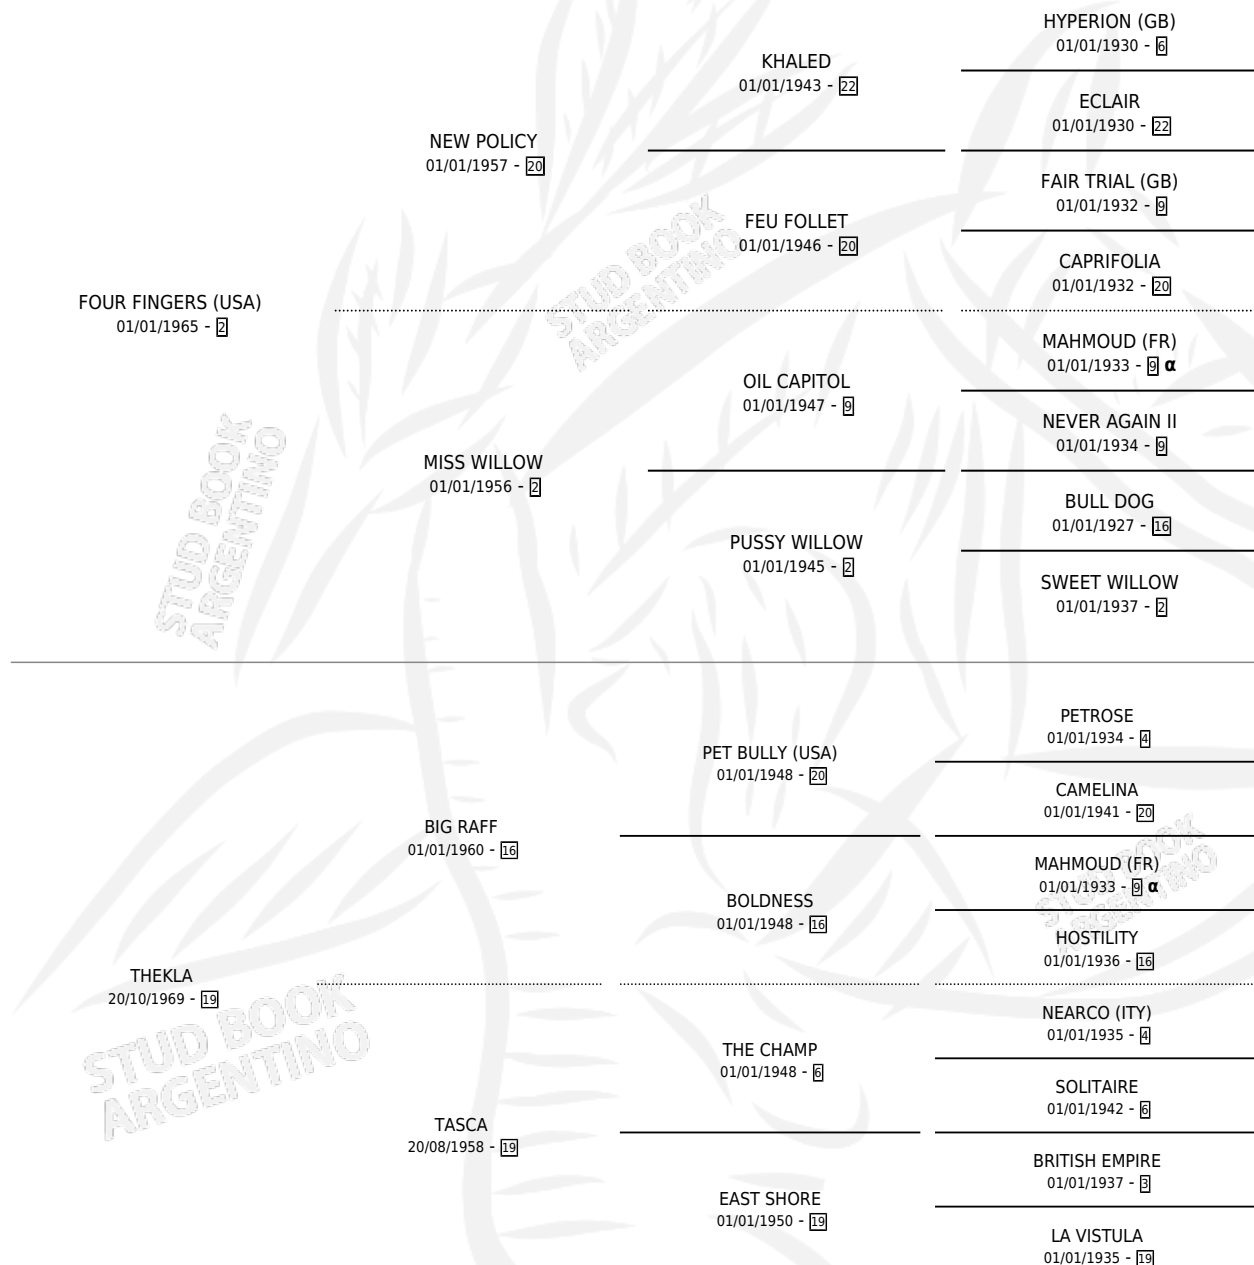 HYPERION (GB)
01/01/1930 - 6
KHALED
01/01/1943 - 22
ECLAIR
01/01/1930 - 22
NEW POLICY
01/01/1957 - 20
FAIR TRIAL (GB)
01/01/1932 - 9
FEU FOLLET
01/01/1946 - 20
CAPRIFOLIA
01/01/1932 - 20
FOUR FINGERS (USA)
01/01/1965 - 2
MAHMOUD (FR)
01/01/1933 - 9 α
OIL CAPITOL
01/01/1947 - 9
NEVER AGAIN II
01/01/1934 - 9
MISS WILLOW
01/01/1956 - 2
BULL DOG
01/01/1927 - 16
PUSSY WILLOW
01/01/1945 - 2
SWEET WILLOW
01/01/1937 - 2
STUD BOOK
ARGENTINO
STUD BOOK
ARGENTINO
PETROSE
01/01/1934 - 4
PET BULLY (USA)
01/01/1948 - 20
CAMELINA
01/01/1941 - 20
BIG RAFF
01/01/1960 - 16
MAHMOUD (FR)
01/01/1933 - 9 α
BOLDNESS
01/01/1948 - 16
HOSTILITY
01/01/1936 - 16
THEKLA
20/10/1969 - 19
NEARCO (ITY)
01/01/1935 - 4
THE CHAMP
01/01/1948 - 6
SOLITAIRE
01/01/1942 - 6
TASCA
20/08/1958 - 19
BRITISH EMPIRE
01/01/1937 - 3
EAST SHORE
01/01/1950 - 19
LA VISTULA
01/01/1935 - 19
STUD BOOK
ARGENTINO
STUD BOOK
ARGENTINO